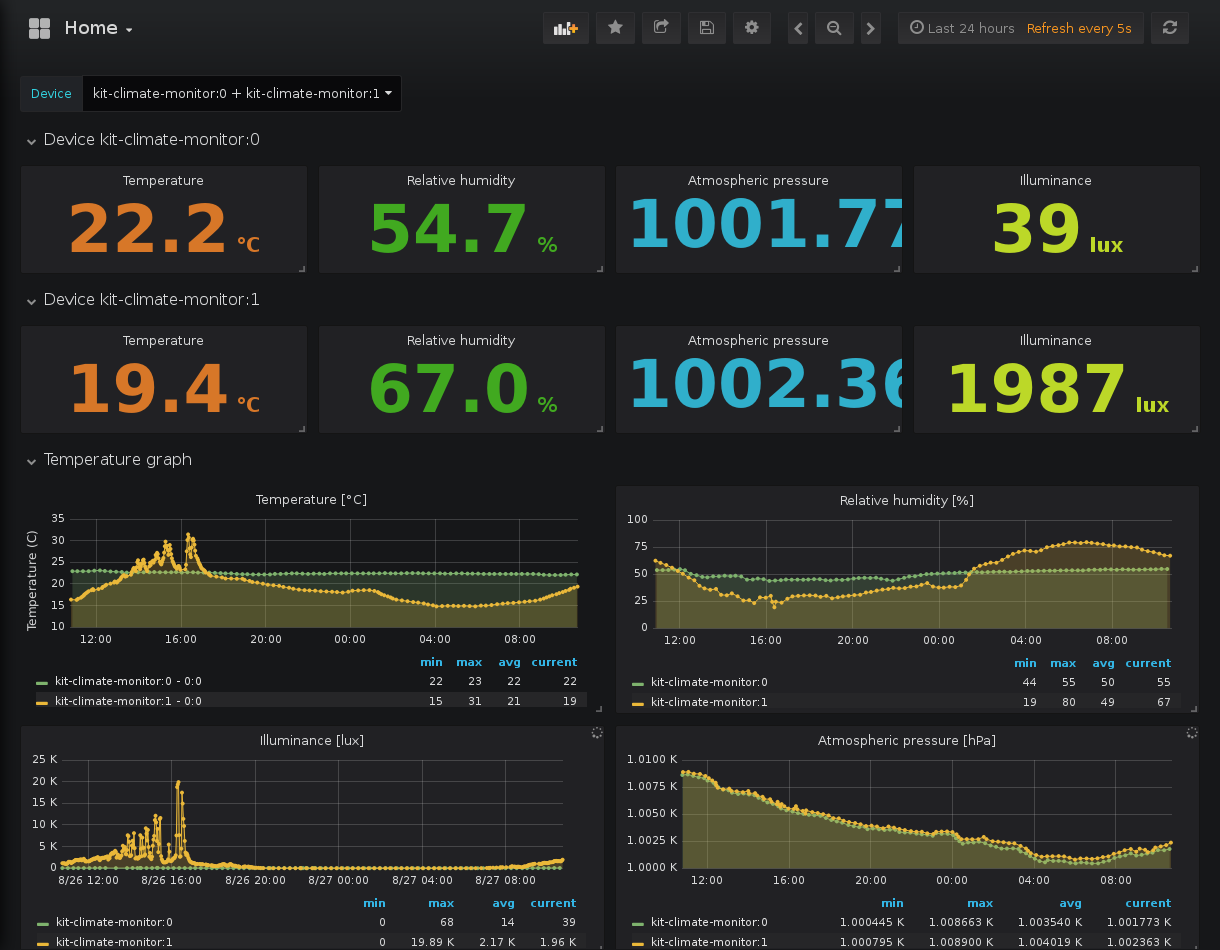 Home
Last 24 hours Refresh every 5s
Device kit-climate-monitor:0 + kit-climate-monitor:1
Device kit-climate-monitor:0
Temperature Relative humidity Atmospheric pressure Illuminance
22.2 °C 54.7 % 1001.77 39 lux
Device kit-climate-monitor:1
Temperature Relative humidity Atmospheric pressure Illuminance
19.4 °C 67.0 % 1002.36 1987 lux
Temperature graph
Temperature [°C]
Temperature (C)
35
30
25
20
15
10
12:00 16:00 20:00 00:00 04:00 08:00
min max avg current
kit-climate-monitor:0 - 0:0 22 23 22 22
kit-climate-monitor:1 - 0:0 15 31 21 19
Relative humidity [%]
100
75
50
25
0
12:00 16:00 20:00 00:00 04:00 08:00
min max avg current
kit-climate-monitor:0 44 55 50 55
kit-climate-monitor:1 19 80 49 67
Illuminance [lux]
25 K
20 K
15 K
10 K
5 K
0
8/26 12:00 8/26 16:00 8/26 20:00 8/27 00:00 8/27 04:00 8/27 08:00
min max avg current
kit-climate-monitor:0 0 68 14 39
kit-climate-monitor:1 0 19.89 K 2.17 K 1.96 K
Atmospheric pressure [hPa]
1.0100 K
1.0075 K
1.0050 K
1.0025 K
1.0000 K
12:00 16:00 20:00 00:00 04:00 08:00
min max avg current
kit-climate-monitor:0 1.000445 K 1.008663 K 1.003540 K 1.001773 K
kit-climate-monitor:1 1.000795 K 1.008900 K 1.004019 K 1.002363 K